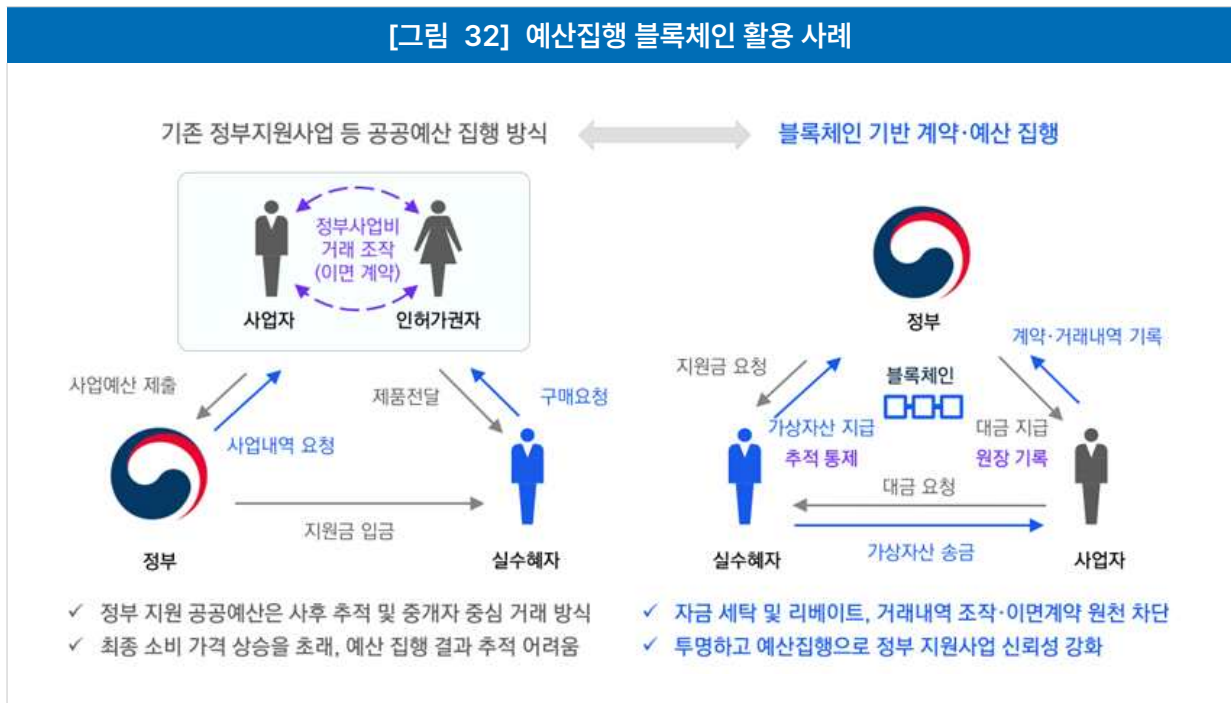 [그림 32] 예산집행 블록체인 활용 사례
기존 정부지원사업 등 공공예산 집행 방식
정부사업비
거래 조작
(이면 계약)
사업자
인허가권자
사업예산 제출
사업내역 요청
제품전달
구매요청
지원금 입금
정부
실수혜자
✓ 정부 지원 공공예산은 사후 추적 및 중개자 중심 거래 방식
✓ 최종 소비 가격 상승을 초래, 예산 집행 결과 추적 어려움
블록체인 기반 계약·예산 집행
정부
계약·거래내역 기록
지원금 요청
블록체인
가상자산 지급
추적 통제
대금 지급
원장 기록
대금 요청
가상자산 송금
실수혜자
사업자
✓ 자금 세탁 및 리베이트, 거래내역 조작·이면계약 원천 차단
✓ 투명하고 예산집행으로 정부 지원사업 신뢰성 강화